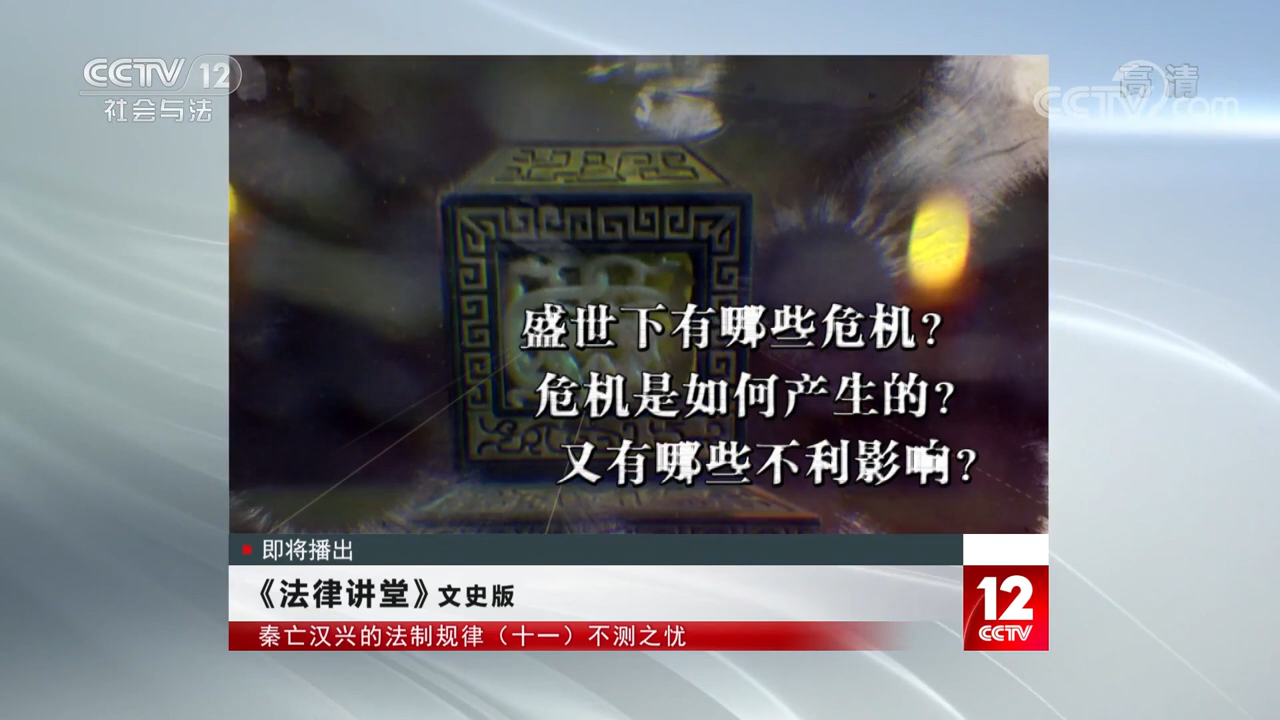 CCTV 12
社会与法
高清
CCTV.com
盛世下有哪些危机?
危机是如何产生的?
又有哪些不利影响?
即将播出
《法律讲堂》文史版
秦亡汉兴的法制规律（十一）不测之忧
12
CCTV